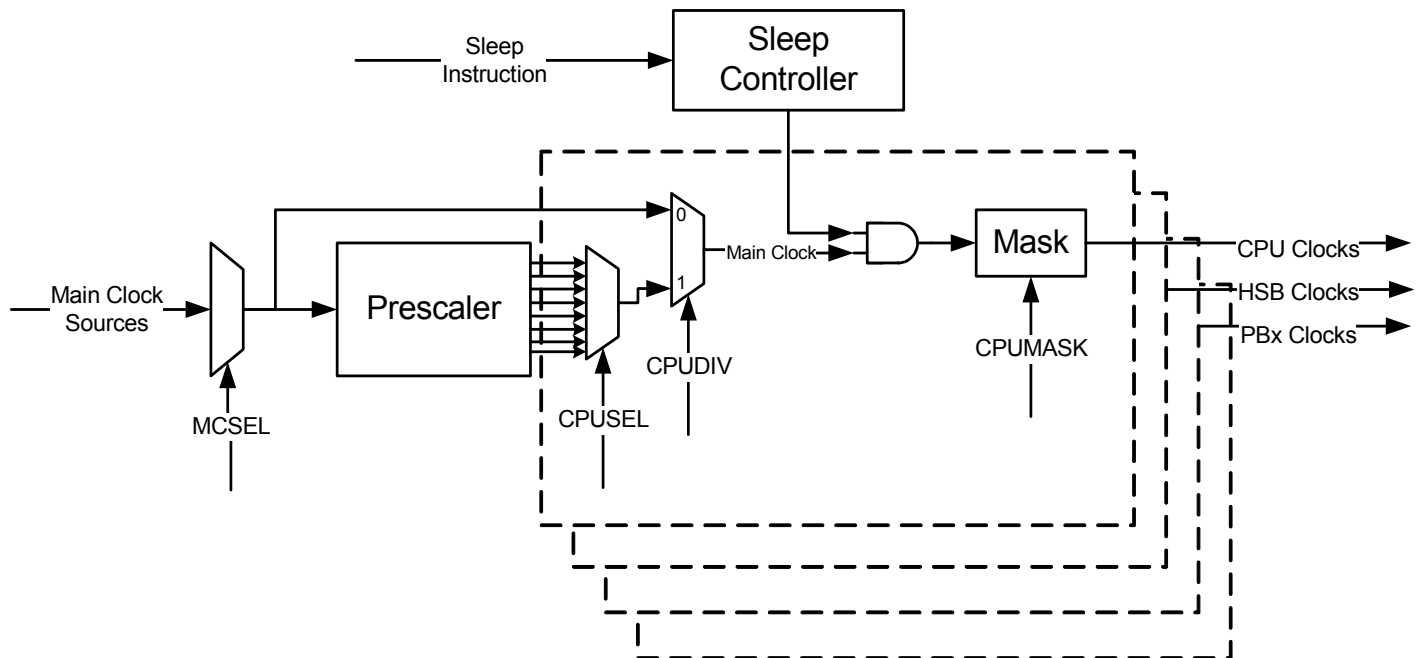 Sleep
Instruction
Sleep
Controller
0
Main Clock
Mask
CPU Clocks
Main Clock
Sources
Prescaler
1
HSB Clocks
PBx Clocks
CPUDIV
CPUMASK
MCSEL
CPUSEL